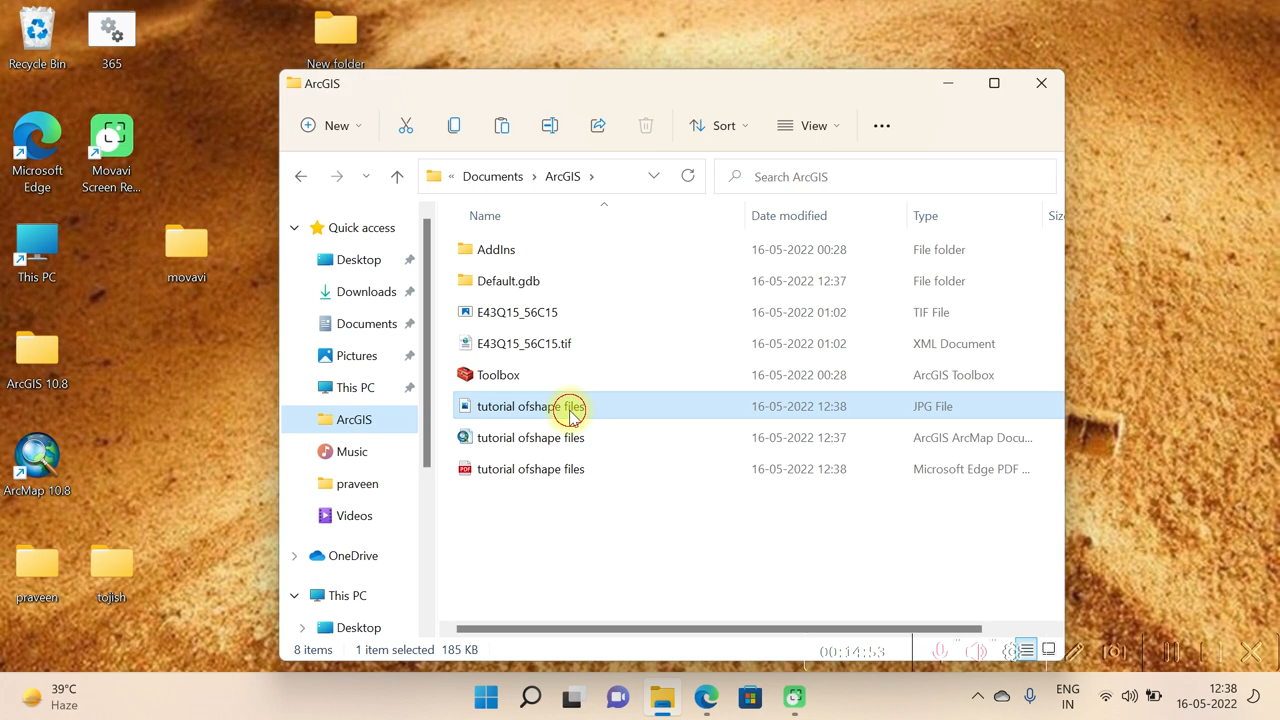 Recycle Bin
365
New folder
Microsoft Edge
Movavi Screen Re...
This PC
movavi
ArcGIS 10.8
ArcMap 10.8
praveen
tojish
ArcGIS
New
Sort
View
« Documents > ArcGIS >
Search ArcGIS
Quick access
Desktop
Downloads
Documents
Pictures
This PC
ArcGIS
Music
praveen
Videos
OneDrive
This PC
Desktop
Name Date modified Type Siz
AddIns 16-05-2022 00:28 File folder
Default.gdb 16-05-2022 12:37 File folder
E43Q15_56C15 16-05-2022 01:02 TIF File
E43Q15_56C15.tif 16-05-2022 01:02 XML Document
Toolbox 16-05-2022 00:28 ArcGIS Toolbox
tutorial ofshape files 16-05-2022 12:38 JPG File
tutorial ofshape files 16-05-2022 12:37 ArcGIS ArcMap Docu...
tutorial ofshape files 16-05-2022 12:38 Microsoft Edge PDF ...
8 items 1 item selected 185 KB
00:14:53
39°C
Haze
ENG
IN
12:38
16-05-2022